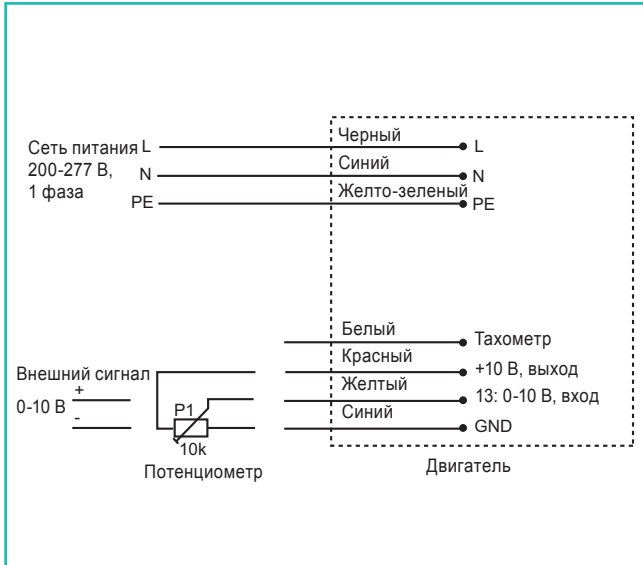 Черный
Сеть питания L
L
200-277 В,
Синий
N
N
1 фаза
Желто-зеленый
PE
PE
Белый
Тахометр
Красный
+10 В, выход
Внешний сигнал
+
Желтый
13: 0-10 В, вход
0-10 В
P1
Синий
-
GND
10k
Потенциометр
Двигатель